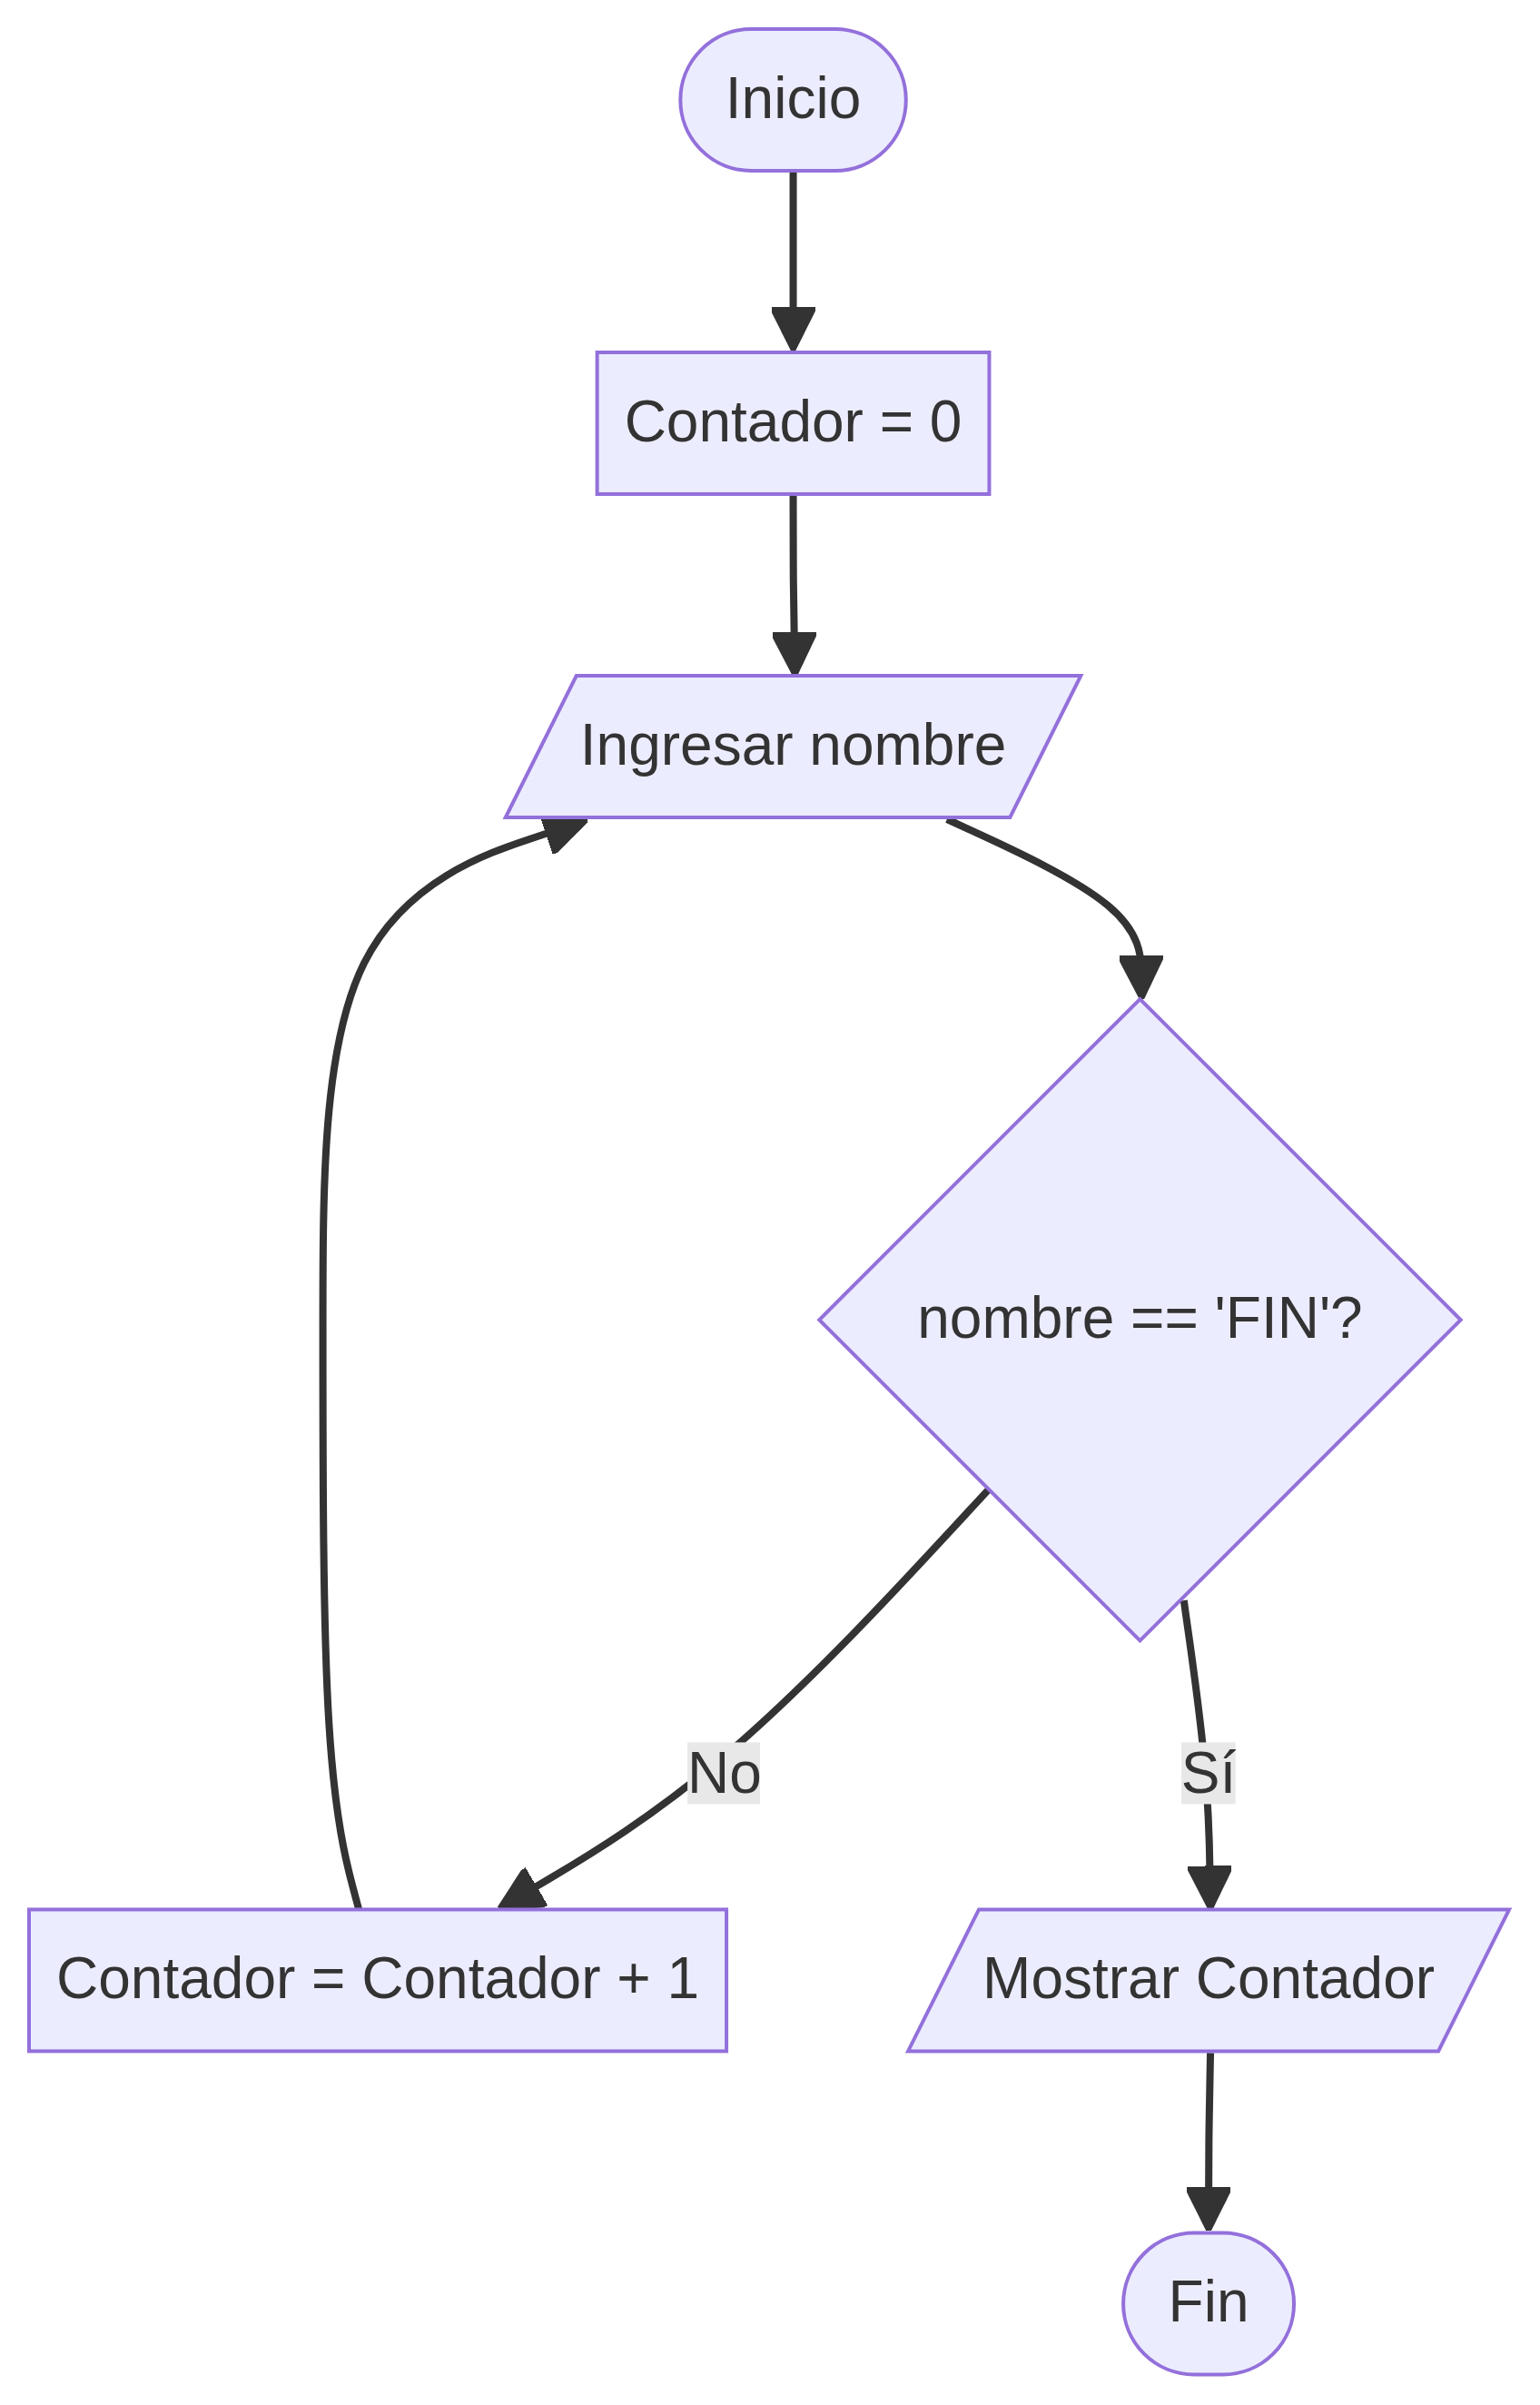 Inicio
Contador = 0
Ingresar nombre
nombre == 'FIN'?
No
Sí
Contador = Contador + 1
Mostrar Contador
Fin